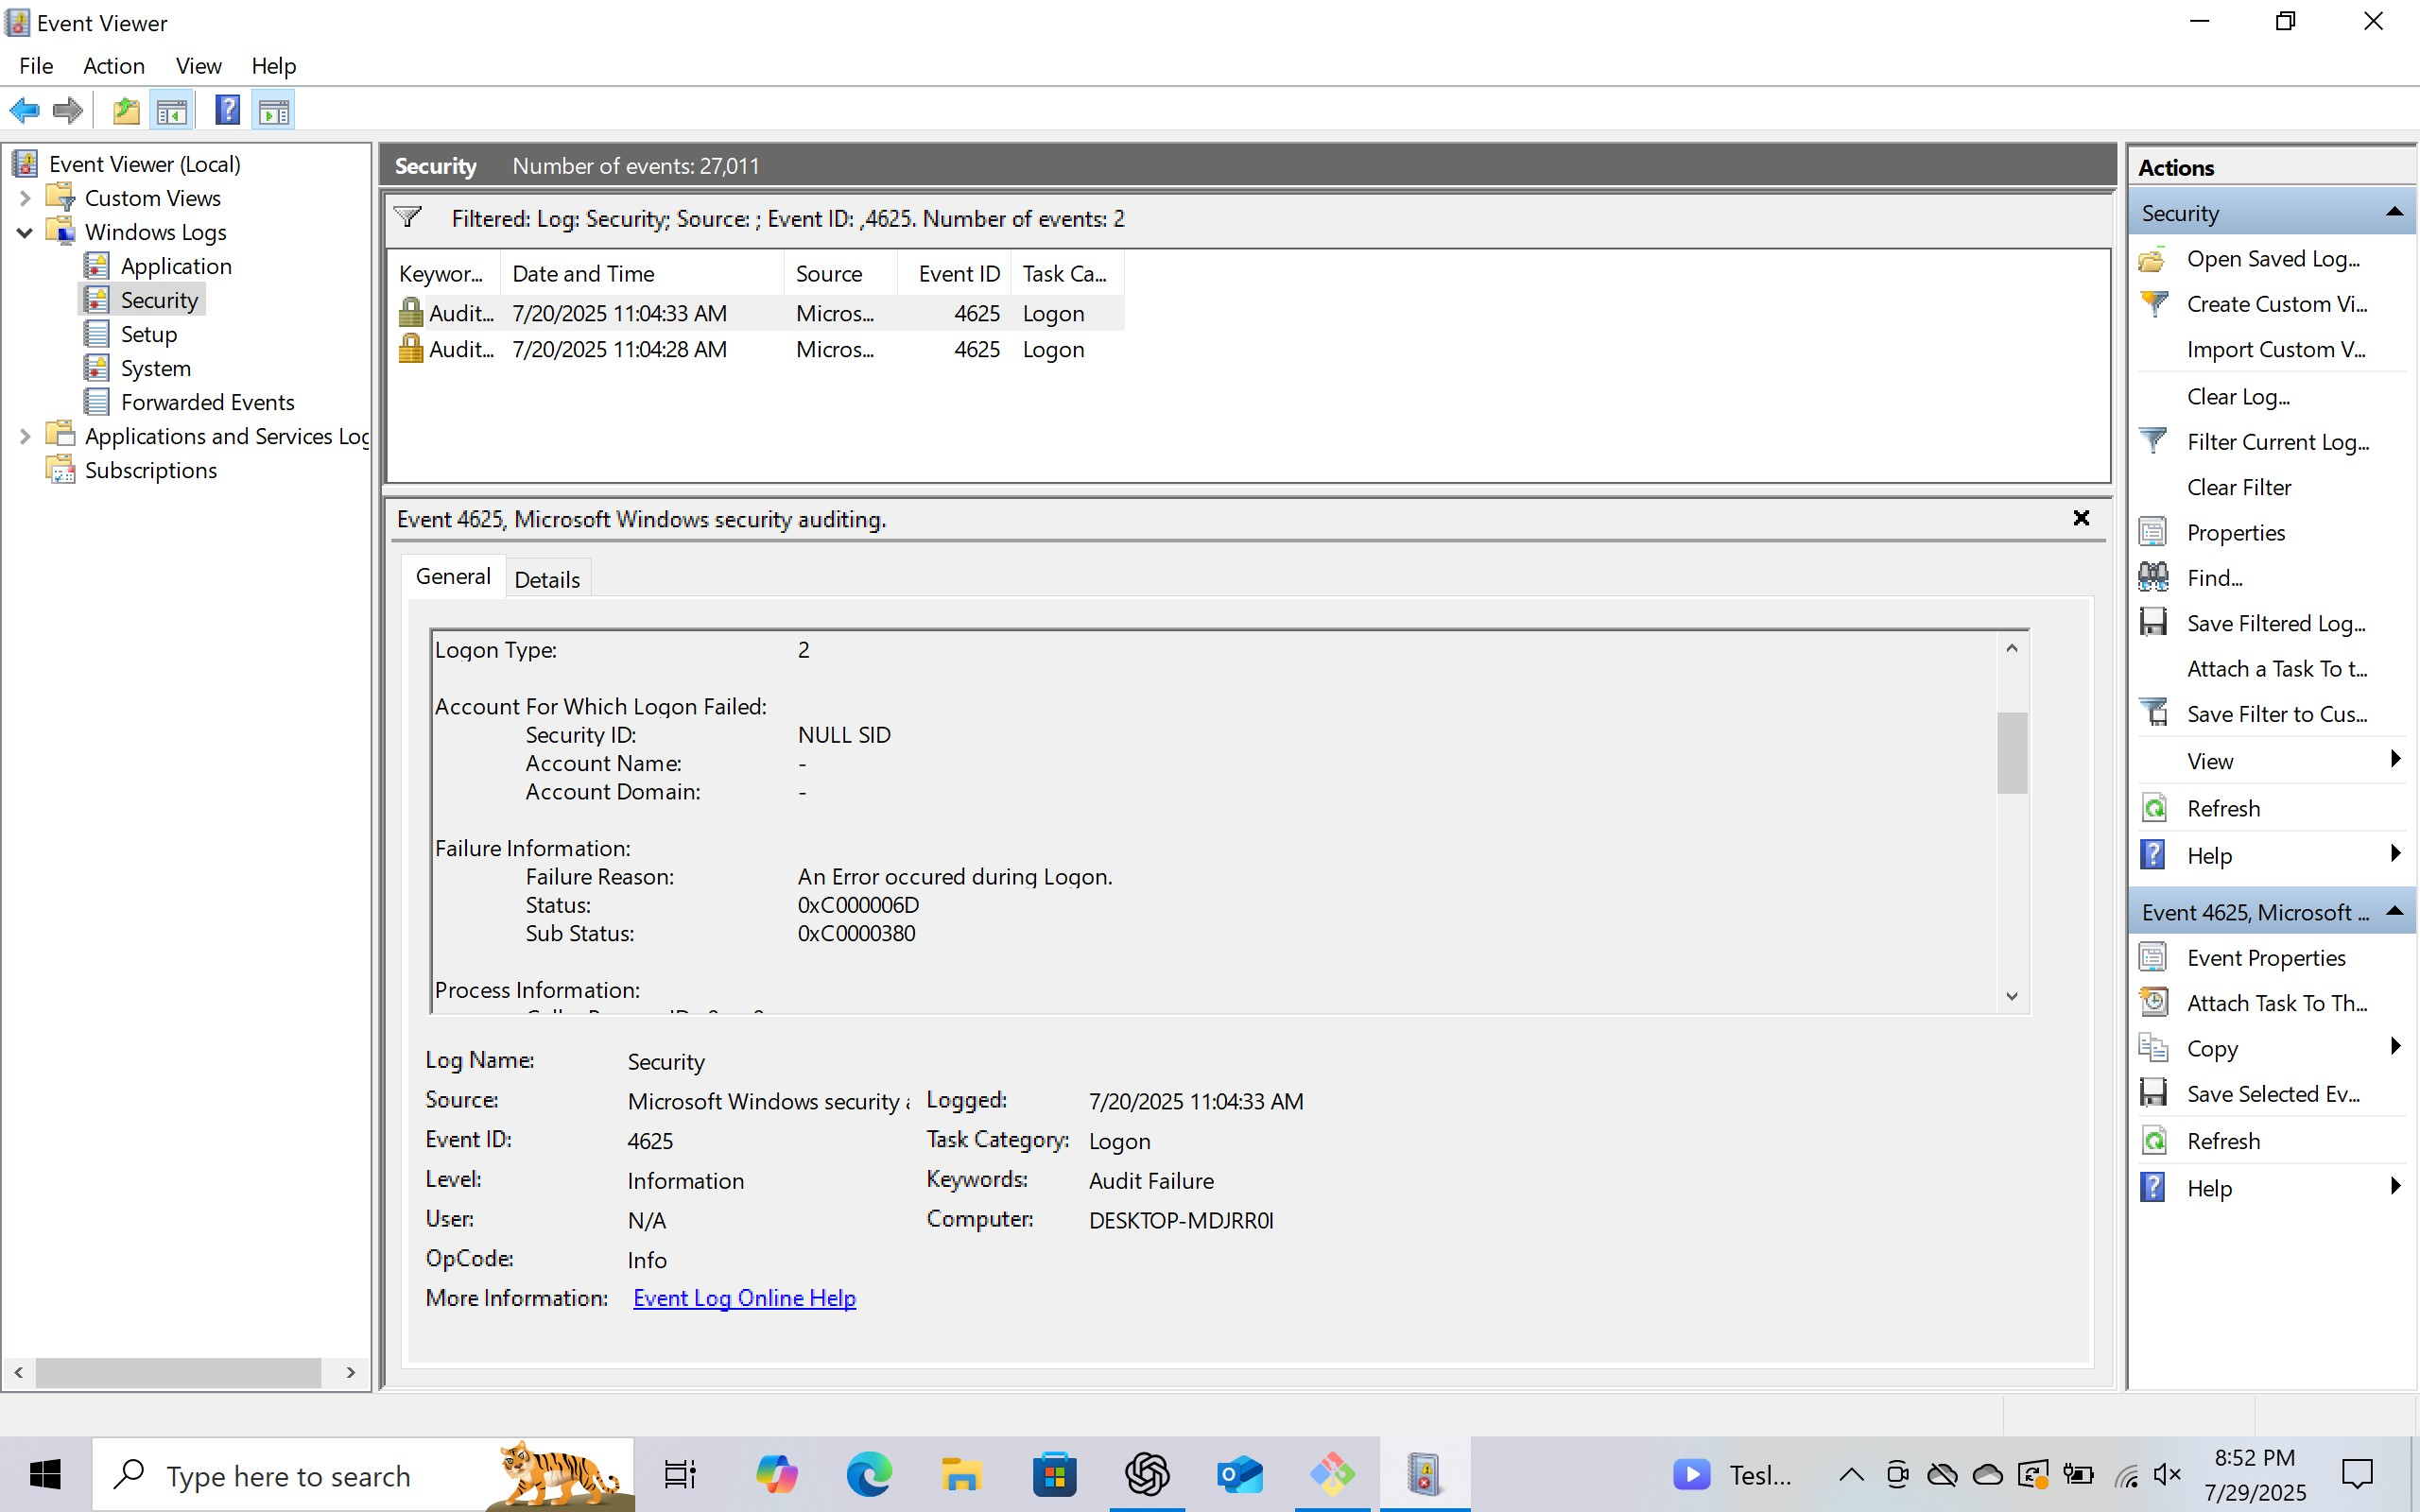 Event Viewer
File Action View Help
Event Viewer (Local)
Custom Views
Windows Logs
Application
Security
Setup
System
Forwarded Events
Applications and Services Log
Subscriptions
Security Number of events: 27,011
Filtered: Log: Security; Source: ; Event ID: ,4625. Number of events: 2
Keywor... Date and Time Source Event ID Task Ca...
Audit... 7/20/2025 11:04:33 AM Micros... 4625 Logon
Audit... 7/20/2025 11:04:28 AM Micros... 4625 Logon
Event 4625, Microsoft Windows security auditing.
General Details
Logon Type: 2
Account For Which Logon Failed:
Security ID: NULL SID
Account Name: -
Account Domain: -
Failure Information:
Failure Reason: An Error occured during Logon.
Status: 0xC000006D
Sub Status: 0xC0000380
Process Information:
Log Name: Security
Source: Microsoft Windows security Logged: 7/20/2025 11:04:33 AM
Event ID: 4625 Task Category: Logon
Level: Information Keywords: Audit Failure
User: N/A Computer: DESKTOP-MDJRR0I
OpCode: Info
More Information: Event Log Online Help
Actions
Security
Open Saved Log...
Create Custom Vi...
Import Custom V...
Clear Log...
Filter Current Log...
Clear Filter
Properties
Find...
Save Filtered Log...
Attach a Task To t...
Save Filter to Cus...
View
Refresh
Help
Event 4625, Microsoft ...
Event Properties
Attach Task To Th...
Copy
Save Selected Ev...
Refresh
Help
Type here to search
Tesl...
8:52 PM
7/29/2025